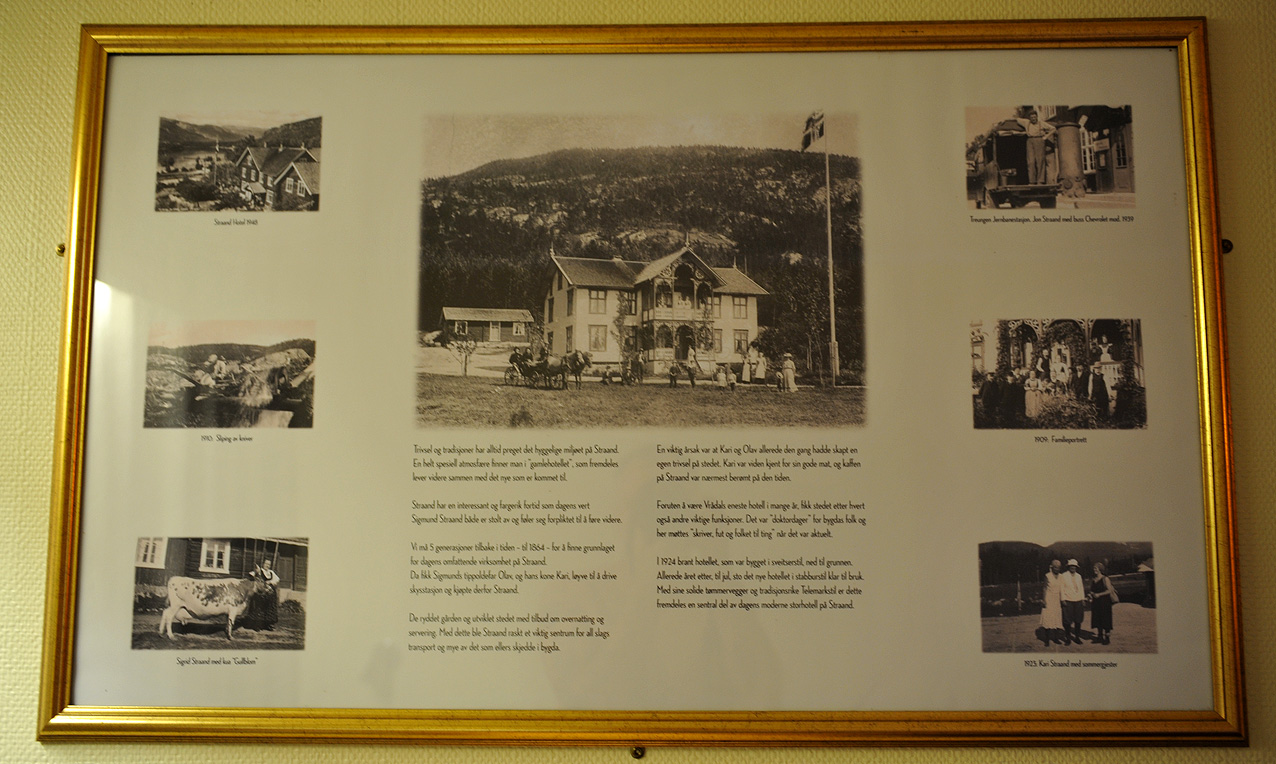 Straand Hotel 1948
1910. Sliping av kniver
Sigrid Straand med kua "Gullblom"
Trivsel og tradisjoner har alltid preget det hyggelige miljøet på Straand.
En helt spesiell atmosfære finner man i "gamlehotellet", som fremdeles
lever videre sammen med det nye som er kommet til.
Straand har en interessant og fargerik fortid som dagens vert
Sigmund Straand både er stolt av og føler seg forpliktet til å føre videre.
Vi må 5 generasjoner tilbake i tiden - til 1864 - for å finne grunnlaget
for dagens omfattende virksomhet på Straand.
Da fikk Sigmunds tippoldefar Olav, og hans kone Kari, løyve til å drive
skysstasjon og kjøpte derfor Straand.
De ryddet gården og utviklet stedet med tilbud om overnatting og
servering. Med dette ble Straand raskt et viktig sentrum for all slags
transport og mye av det som ellers skjedde i bygda.
En viktig årsak var at Kari og Olav allerede den gang hadde skapt en
egen trivsel på stedet. Kari var viden kjent for sin gode mat, og kaffen
på Straand var nærmest berømt på den tiden.
Foruten å være Vrådals eneste hotell i mange år, fikk stedet etter hvert
også andre viktige funksjoner. Det var "doktordager" for bygdas folk og
her møttes "skriver, fut og folket til ting" når det var aktuelt.
I 1924 brant hotellet, som var bygget i sveitserstil, ned til grunnen.
Allerede året etter, til jul, sto det nye hotellet i stabburstil klar til bruk.
Med sine solide tømmervegger og tradisjonsrike Telemarkstil er dette
fremdeles en sentral del av dagens moderne storhotell på Straand.
Treungen Jernbanestasjon. Jon Straand med buss Chevrolet mod. 1939
1909. Familieportrett
1923. Kari Straand med sommergjester